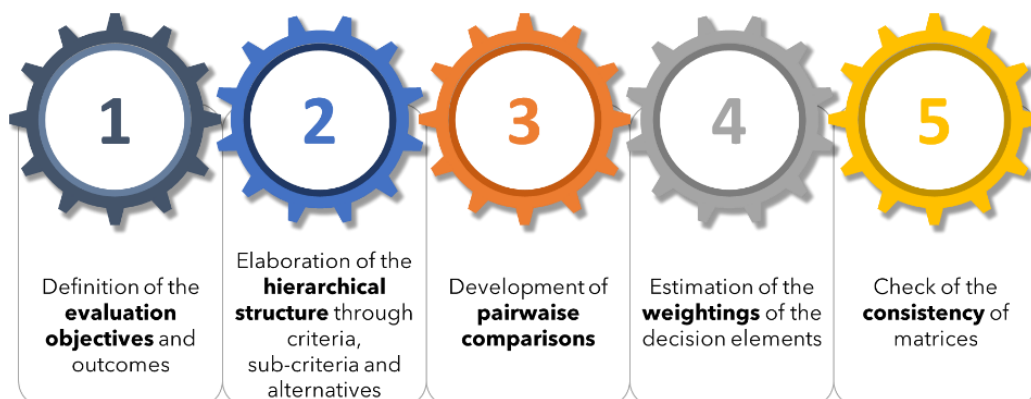 1
Definition of the
evaluation
objectives and
outcomes
2
Elaboration of the
hierarchical
structure through
criteria,
sub-criteria and
alternatives
3
Development of
pairwaise
comparisons
4
Estimation of the
weightings of the
decision elements
5
Check of the
consistency of
matrices